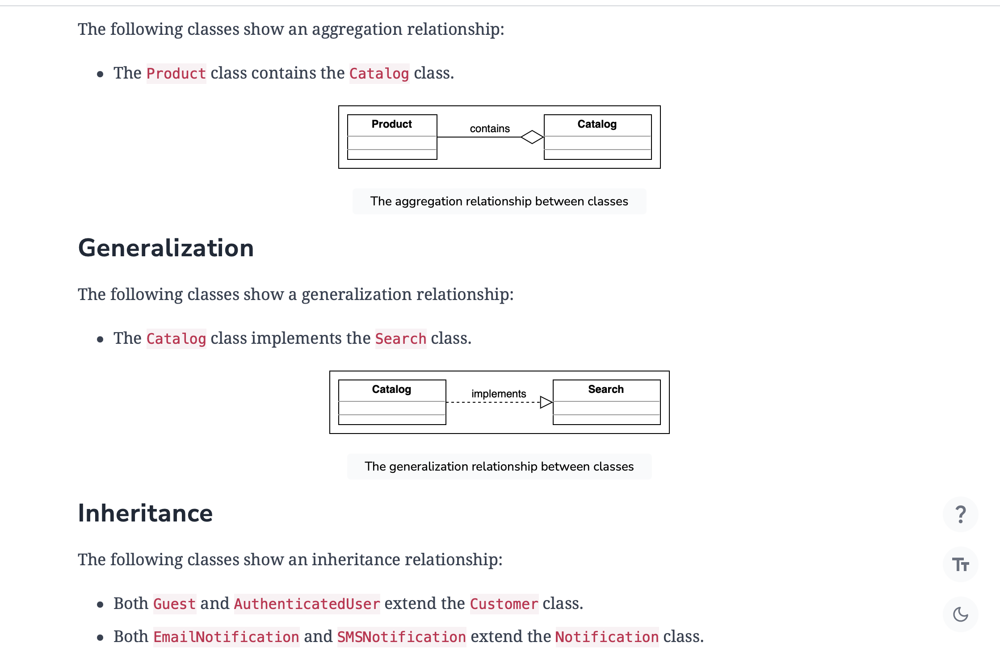 The following classes show an aggregation relationship:
• The Product class contains the Catalog class.
Product contains Catalog
The aggregation relationship between classes
Generalization
The following classes show a generalization relationship:
• The Catalog class implements the Search class.
Catalog implements Search
The generalization relationship between classes
Inheritance
?
The following classes show an inheritance relationship:
TT
• Both Guest and AuthenticatedUser extend the Customer class.
• Both EmailNotification and SMSNotification extend the Notification class.